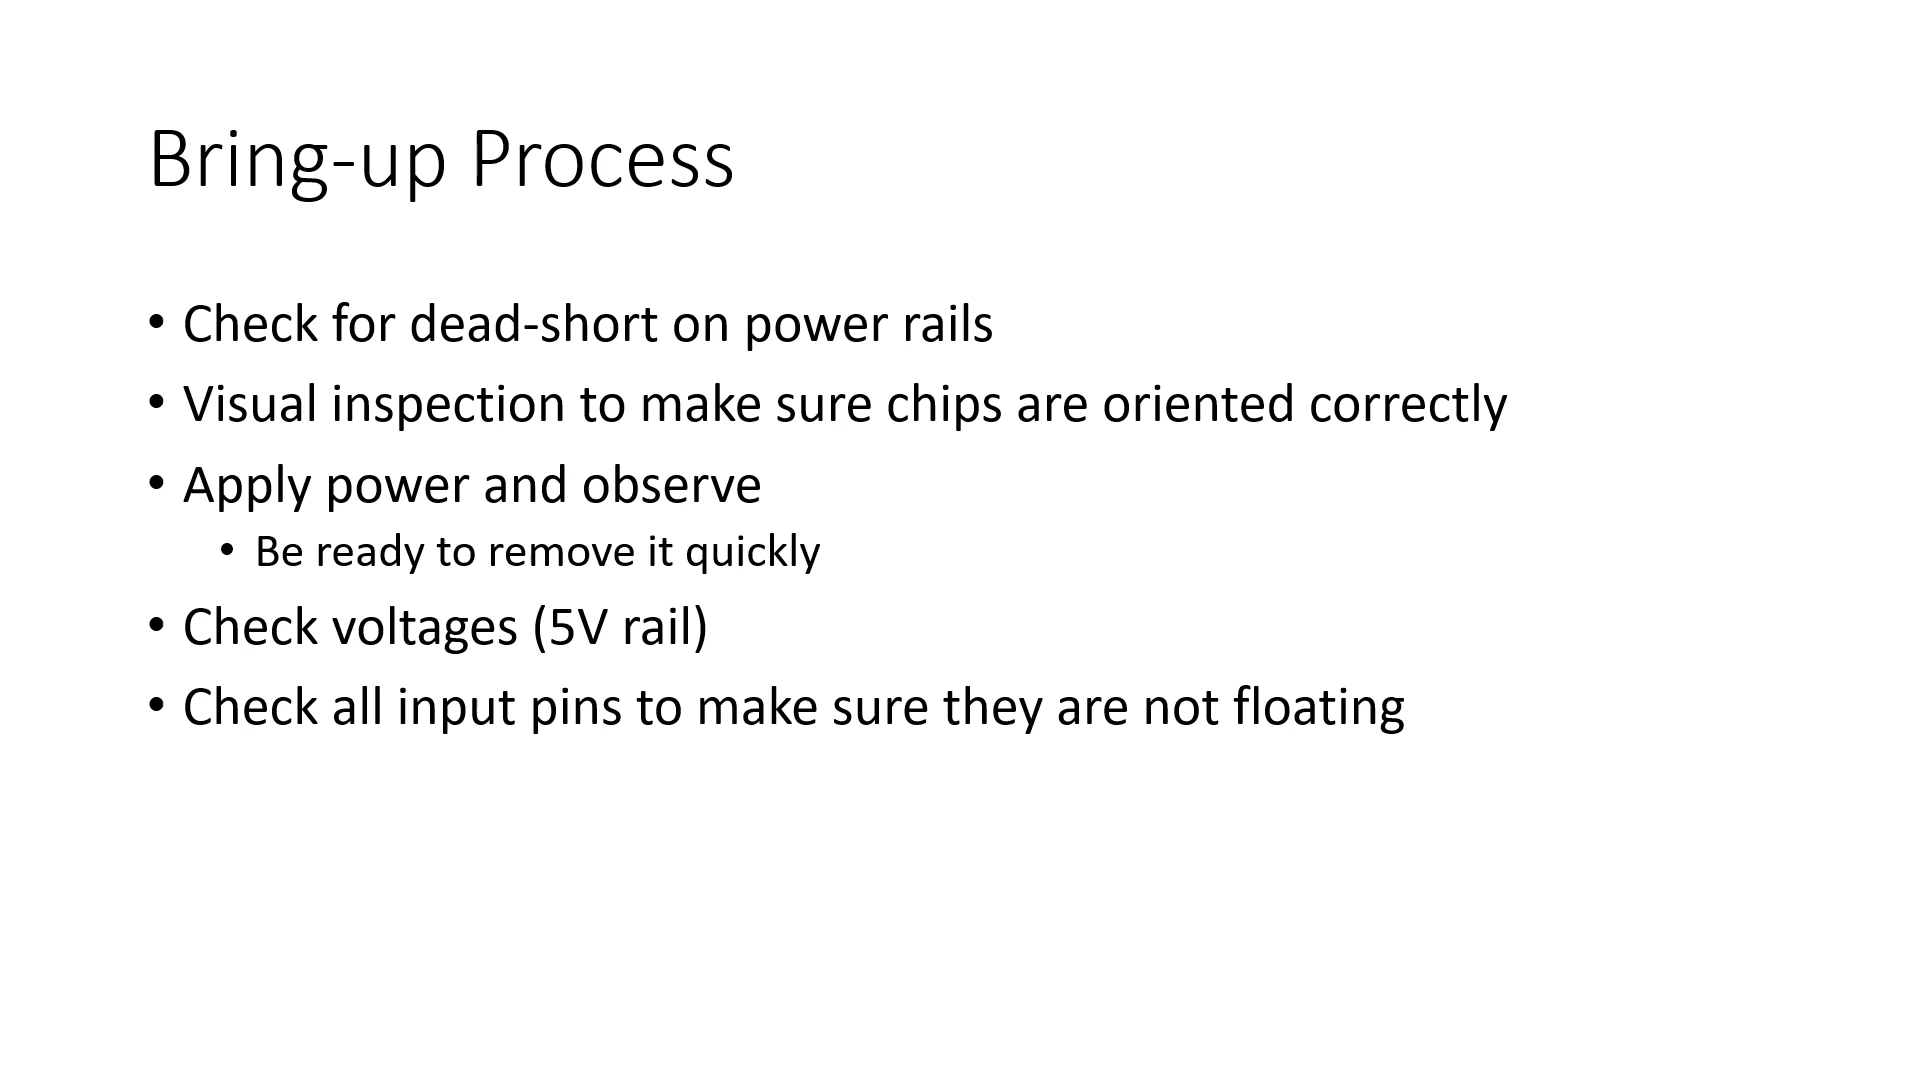 Bring-up Process
• Check for dead-short on power rails
• Visual inspection to make sure chips are oriented correctly
• Apply power and observe
• Be ready to remove it quickly
• Check voltages (5V rail)
• Check all input pins to make sure they are not floating